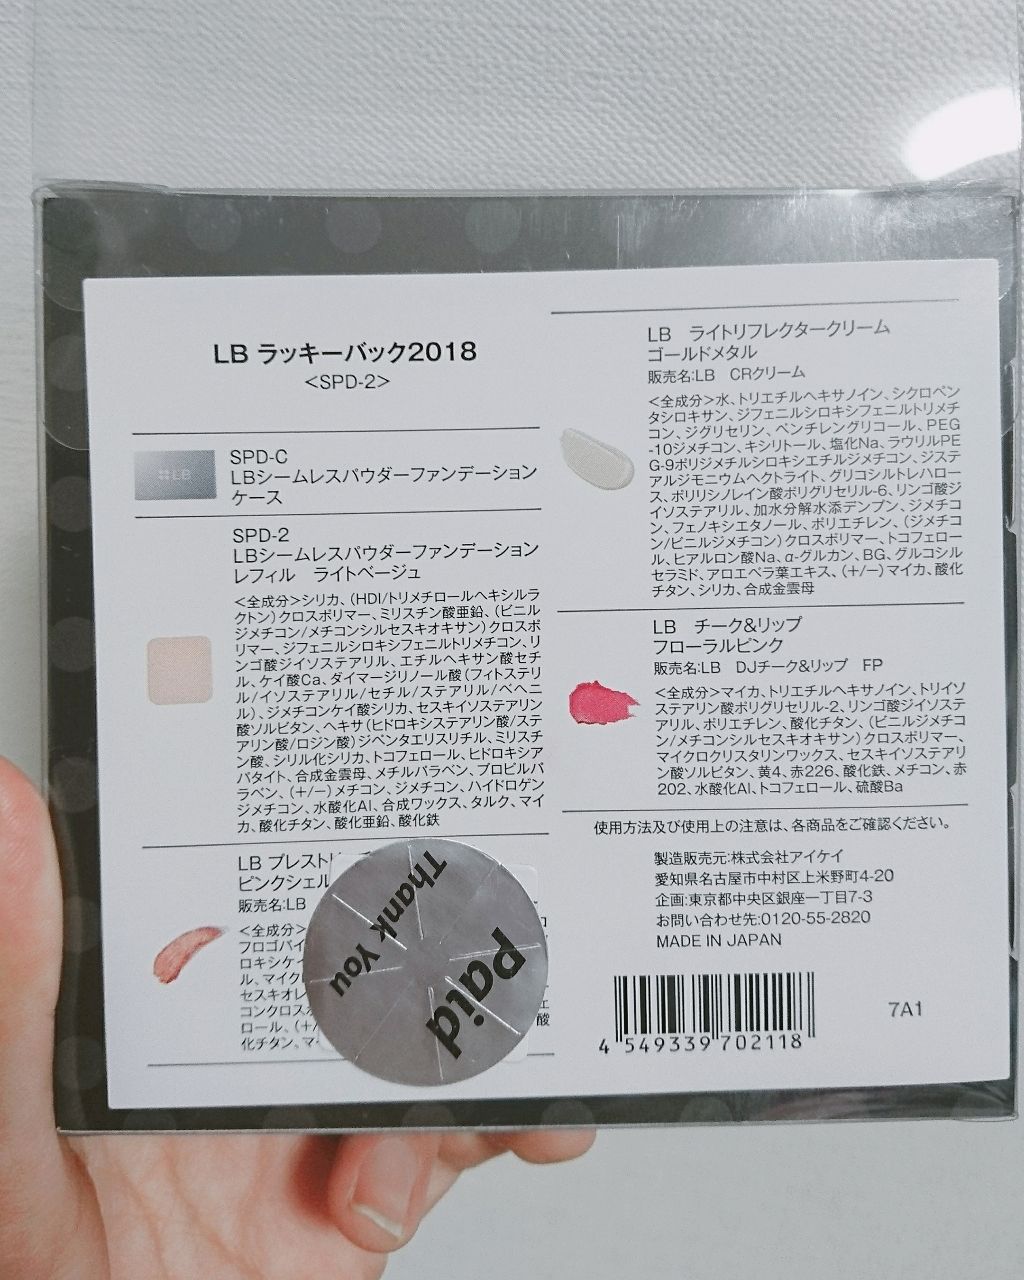 LB ラッキーバック2018
<SPD-2>
LB
SPD-C
LBシームレスパウダーファンデーション
ケース
SPD-2
LBシームレスパウダーファンデーション
レフィル ライトベージュ
<全成分>シリカ、(HDI/トリメチロールヘキシルラ
クトン)クロスポリマー、ミリスチン酸亜鉛、(ビニル
ジメチコン/メチコンシルセスキオキサン)クロスポ
リマー、ジフェニルシロキシフェニルトリメチコン、リ
ンゴ酸ジイソステアリル、エチルヘキサン酸セチ
ル、ケイ酸Ca、ダイマージリノール酸(フィトステリ
ル/イソステアリル/セチル/ステアリル/ベヘニ
ル)、ジメチコンケイ酸シリカ、セスキイソステアリン
酸ソルビタン、ヘキサ(ヒドロキシステアリン酸/ステ
アリン酸/ロジン酸)ジペンタエリスリチル、ミリスチ
ン酸、シリル化シリカ、トコフェロール、ヒドロキシア
パタイト、合成金雲母、メチルパラベン、プロピルパ
ラベン、(+/−)メチコン、ジメチコン、ハイドロゲン
ジメチコン、水酸化Al、合成ワックス、タルク、マイ
カ、酸化チタン、酸化亜鉛、酸化鉄
LB プレスト
ピンクシェル
販売名:LB
<全成分>
フロゴパイ
ロキシケイ
ル、マイク
セスキオレ
コンクロス
ロール、(+/
化チタン。マ
酸
Thank You
Paid
LB ライトリフレクタークリーム
ゴールドメタル
販売名:LB CRクリーム
<全成分>水、トリエチルヘキサノイン、シクロペン
タシロキサン、ジフェニルシロキシフェニルトリメチ
コン、ジグリセリン、ペンチレングリコール、PEG
-10ジメチコン、キシリトール、塩化Na、ラウリルPE
G-9ポリジメチルシロキシエチルジメチコン、ジステ
アルジモニウムヘクトライト、グリコシルトレハロー
ス、ポリリシノレイン酸ポリグリセリル-6、リンゴ酸ジ
イソステアリル、加水分解水添デンプン、ジメチコ
ン、フェノキシエタノール、ポリエチレン、(ジメチコ
ン/ビニルジメチコン)クロスポリマー、トコフェロー
ル、ヒアルロン酸Na、α-グルカン、BG、グルコシル
セラミド、アロエベラ葉エキス、(+/−)マイカ、酸化
チタン、シリカ、合成金雲母
LB チーク&リップ
フローラルピンク
販売名:LB DJチーク&リップ FP
<全成分>マイカ、トリエチルヘキサノイン、トリイソ
ステアリン酸ポリグリセリル-2、リンゴ酸ジイソステ
アリル、ポリエチレン、酸化チタン、(ビニルジメチコ
ン/メチコンシルセスキオキサン)クロスポリマー、
マイクロクリスタリンワックス、セスキイソステアリ
ン酸ソルビタン、黄4、赤226、酸化鉄、メチコン、赤
202、水酸化Al、トコフェロール、硫酸Ba
使用方法及び使用上の注意は、各商品をご確認ください。
製造販売元:株式会社アイケイ
愛知県名古屋市中村区上米野町4-20
企画:東京都中央区銀座一丁目7-3
お問い合わせ先:0120-55-2820
MADE IN JAPAN
7A1
4 549339 702118